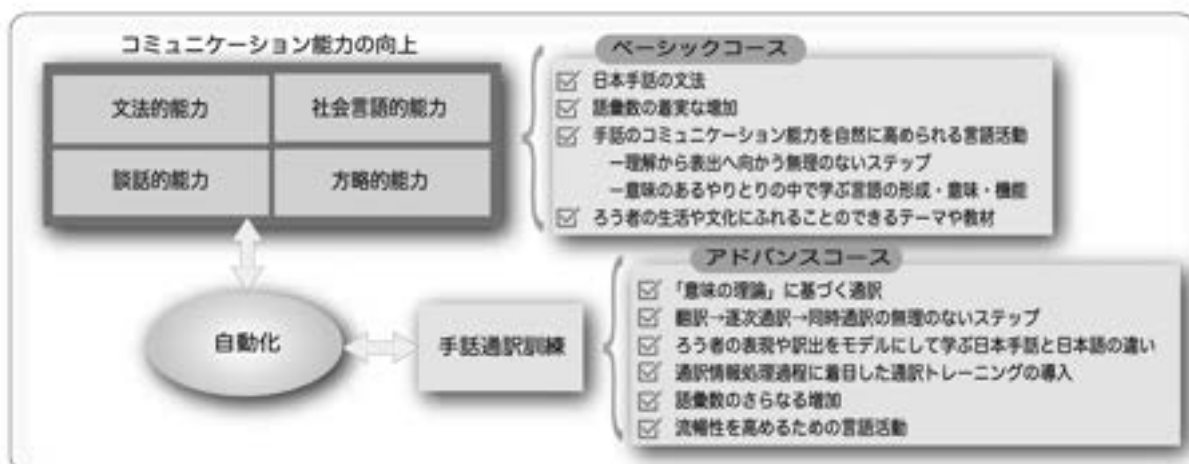 コミュニケーション能力の向上
文法的能力
社会言語的能力
談話的能力
方略的能力
自動化
手話通訳訓練
ベーシックコース
日本手話の文法
語彙数の着実な増加
手話のコミュニケーション能力を自然に高められる言語活動
ー理解から表出へ向かう無理のないステップ
ー意味のあるやりとりの中で学ぶ言語の形成・意味・機能
ろう者の生活や文化にふれることのできるテーマや教材
アドバンスコース
「意味の理論」に基づく通訳
翻訳→逐次通訳→同時通訳の無理のないステップ
ろう者の表現や訳出をモデルにして学ぶ日本手話と日本語の違い
通訳情報処理過程に着目した通訳トレーニングの導入
語彙数のさらなる増加
流暢性を高めるための言語活動